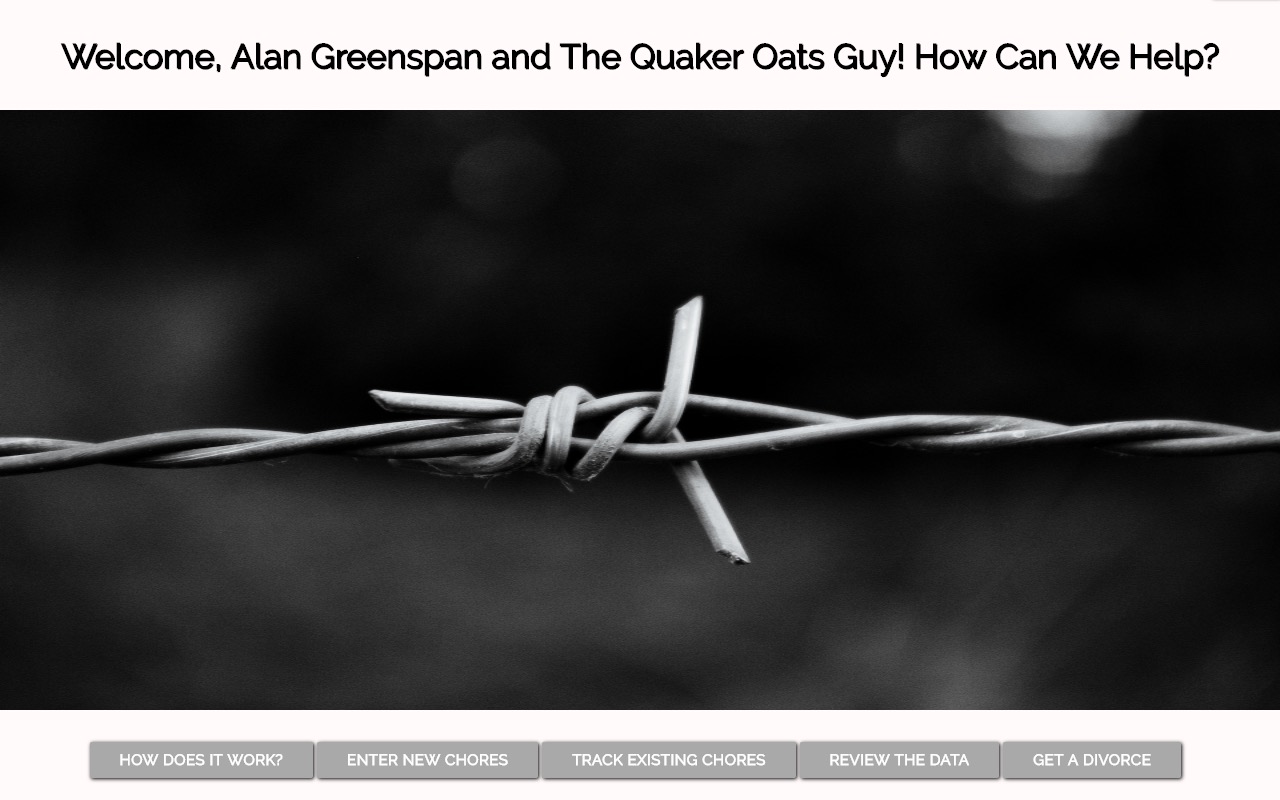 Welcome, Alan Greenspan and The Quaker Oats Guy! How Can We Help?
HOW DOES IT WORK?
ENTER NEW CHORES
TRACK EXISTING CHORES
REVIEW THE DATA
GET A DIVORCE